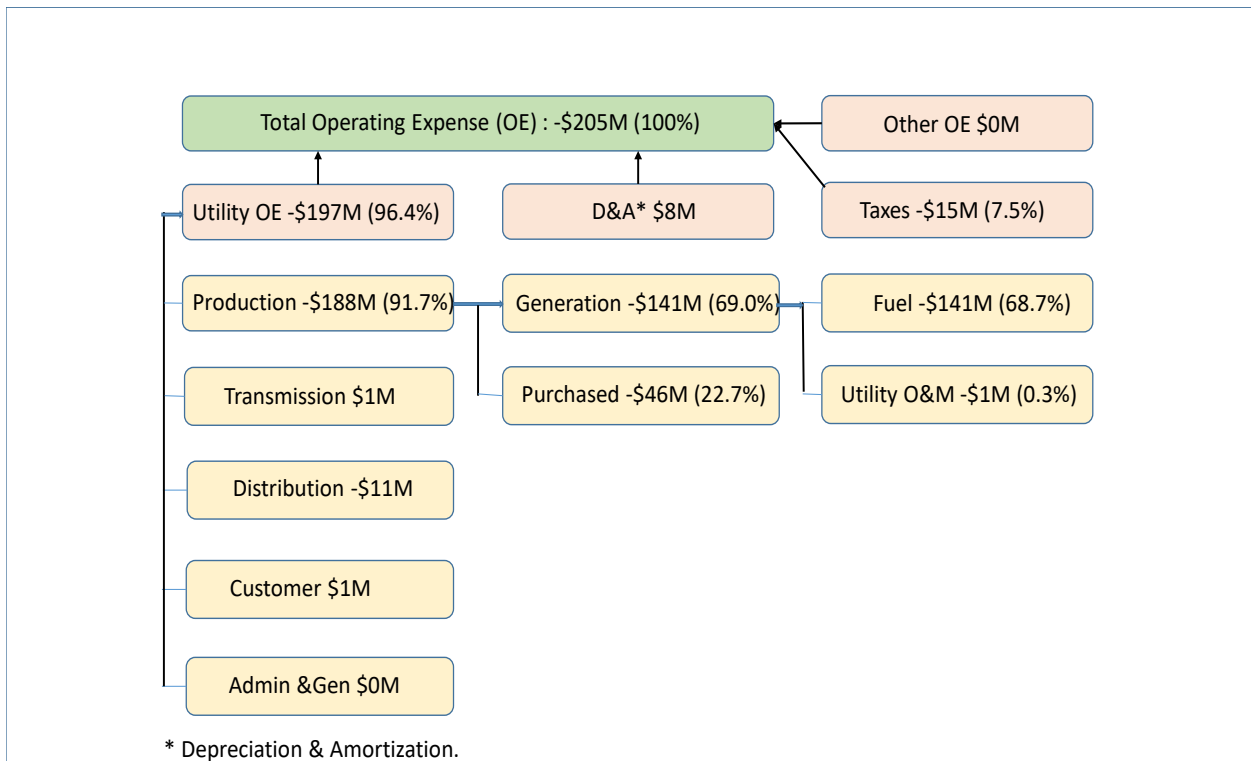 Total Operating Expense (OE) : -$205M (100%)
Other OE $0M
Utility OE -$197M (96.4%)
D&A* $8M
Taxes -$15M (7.5%)
Production -$188M (91.7%)
Generation -$141M (69.0%)
Fuel -$141M (68.7%)
Transmission $1M
Purchased -$46M (22.7%)
Utility O&M -$1M (0.3%)
Distribution -$11M
Customer $1M
Admin &Gen $0M
* Depreciation & Amortization.